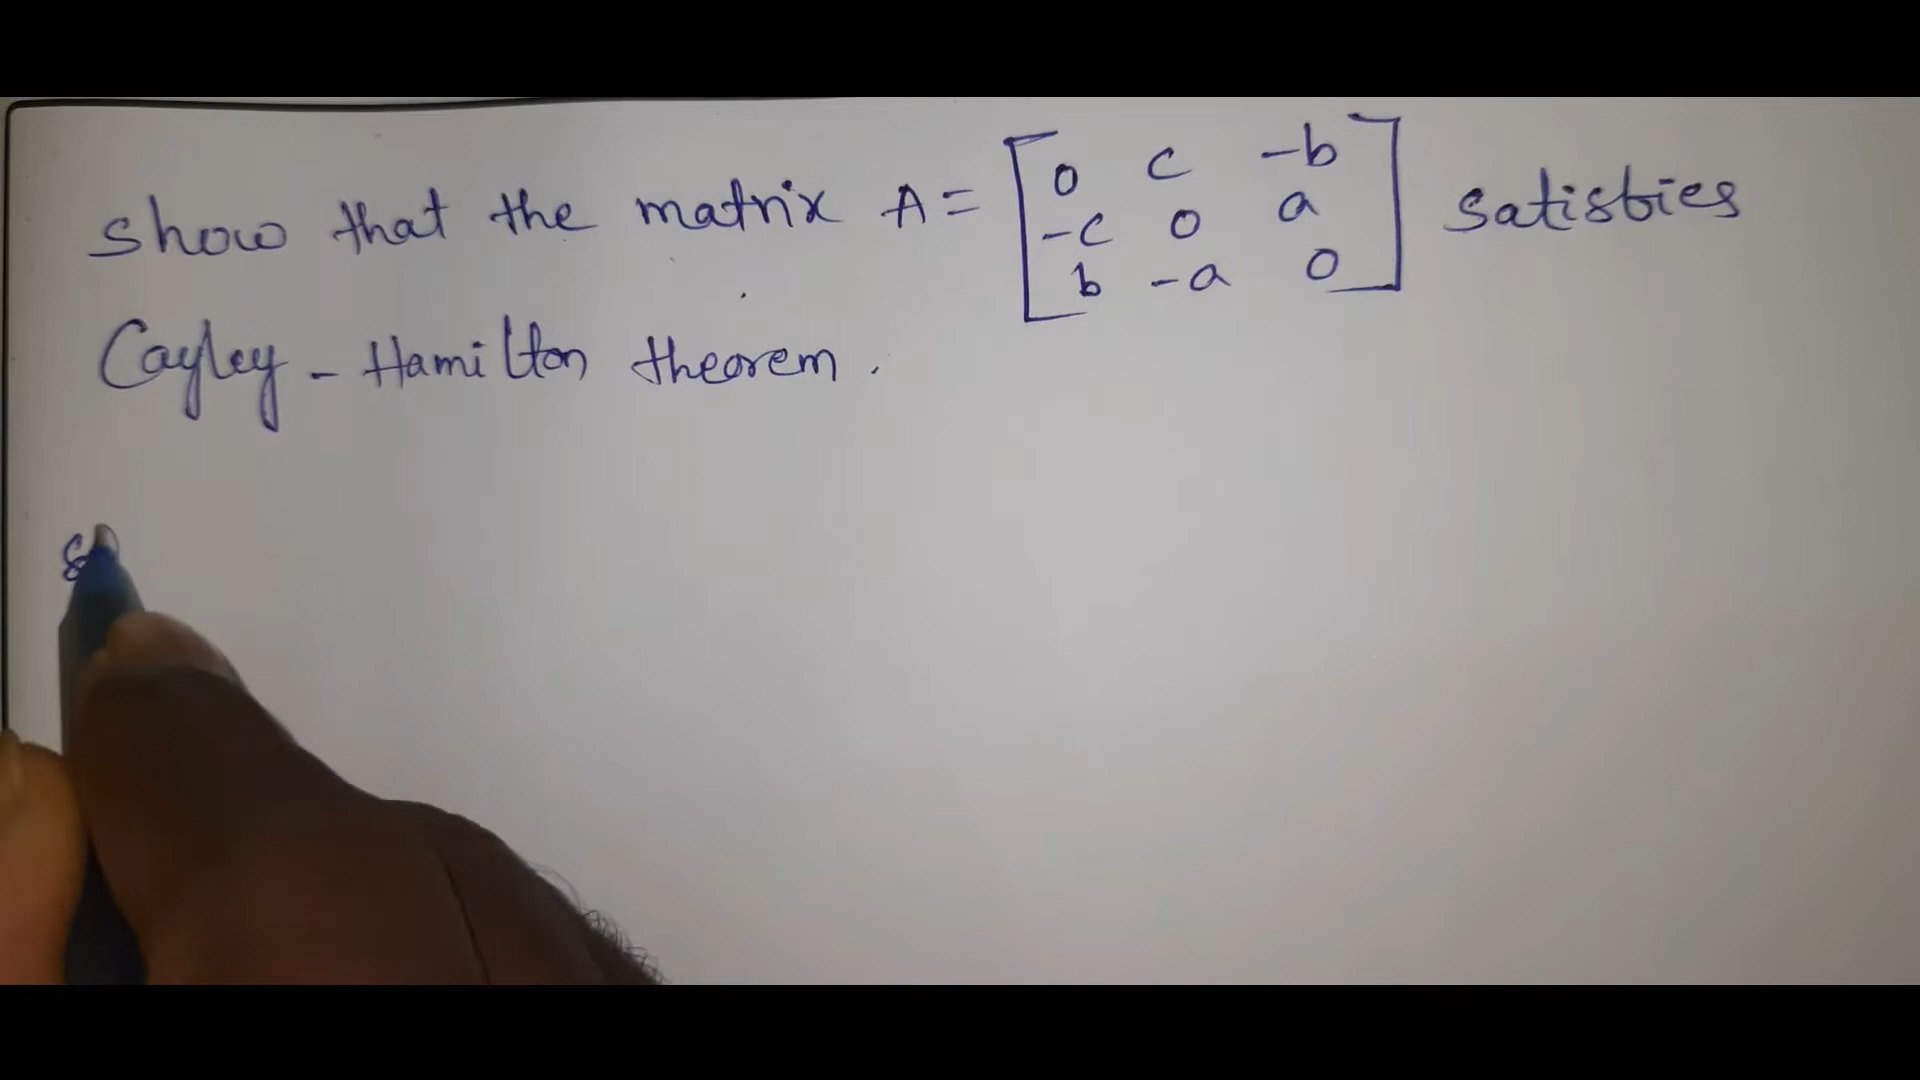 show that the matrix A = [0 c -b
-c 0 a
b -a 0] satisfies
Cayley - Hamilton theorem.